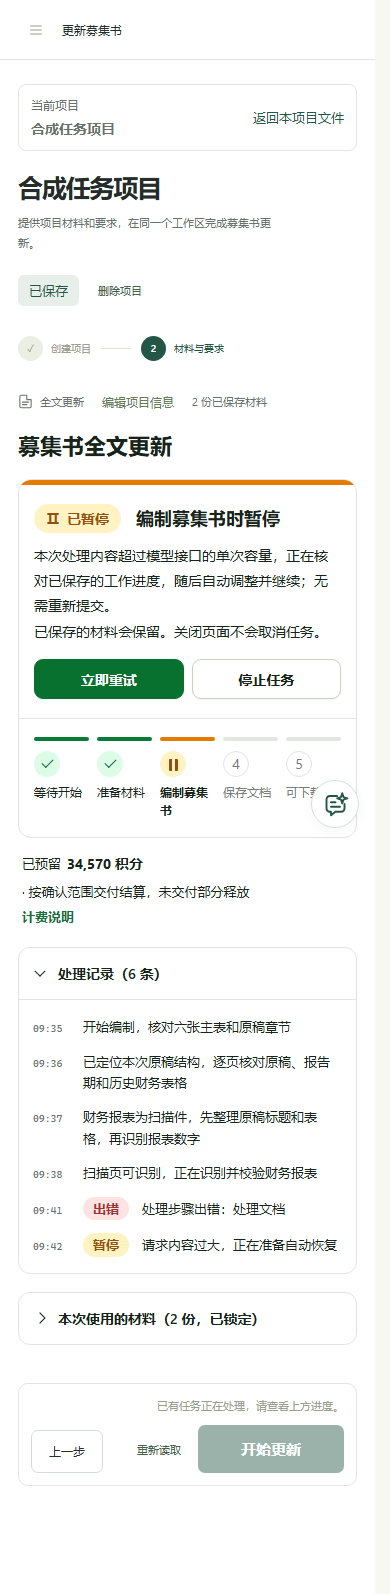 更新募集书
当前项目
合成任务项目
返回本项目文件
合成任务项目
提供项目材料和要求，在同一个工作区完成募集书更
新。
已保存
删除项目
创建项目
2
材料与要求
全文更新
编辑项目信息
2 份已保存材料
募集书全文更新
已暂停
编制募集书时暂停
本次处理内容超过模型接口的单次容量，正在核
对已保存的工作进度，随后自动调整并继续；无
需重新提交。
已保存的材料会保留。关闭页面不会取消任务。
立即重试
停止任务
4
5
等待开始
准备材料
编制募集
书
保存文档
可下
已预留 34,570 积分
· 按确认范围交付结算，未交付部分释放
计费说明
处理记录（6 条）
09:35 开始编制，核对六张主表和原稿章节
09:36 已定位本次原稿结构，逐页核对原稿、报告
期和历史财务表格
09:37 财务报表为扫描件，先整理原稿标题和表
格，再识别报表数字
09:38 扫描页可识别，正在识别并校验财务报表
09:41 出错 处理步骤出错：处理文档
09:42 暂停 请求内容过大，正在准备自动恢复
本次使用的材料（2 份，已锁定）
已有任务正在处理，请查看上方进度。
上一步
重新读取
开始更新